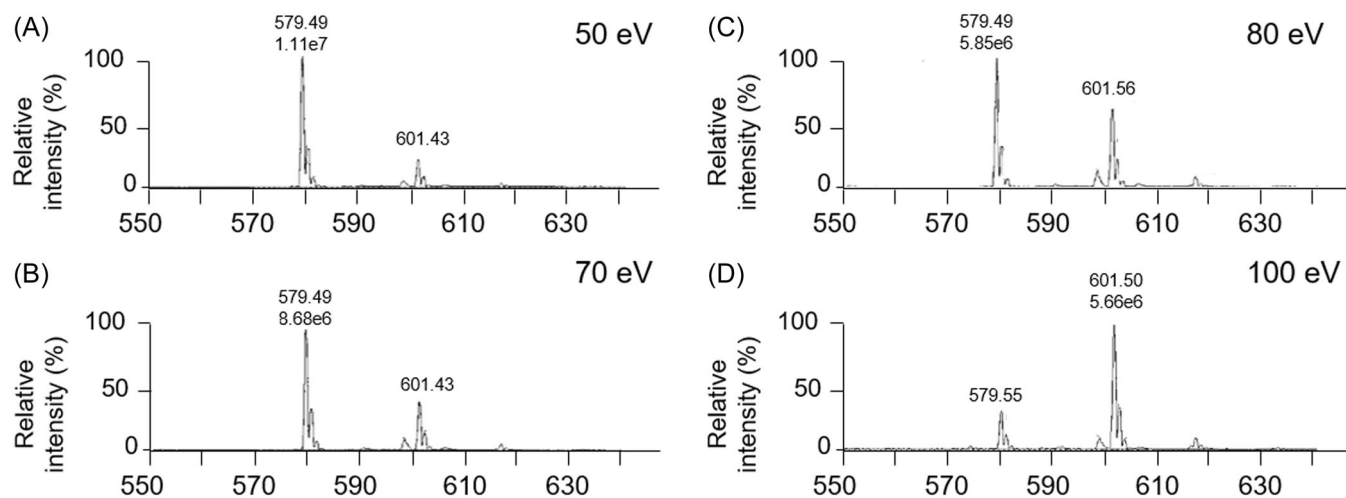 (A)
579.49
1.11e7
50 eV
100
50
0
Relative
intensity (%)
601.43
550 570 590 610 630
(C)
579.49
5.85e6
80 eV
100
50
0
Relative
intensity (%)
601.56
550 570 590 610 630
(B)
579.49
8.68e6
70 eV
100
50
0
Relative
intensity (%)
601.43
550 570 590 610 630
(D)
601.50
5.66e6
100 eV
100
50
0
Relative
intensity (%)
579.55
550 570 590 610 630